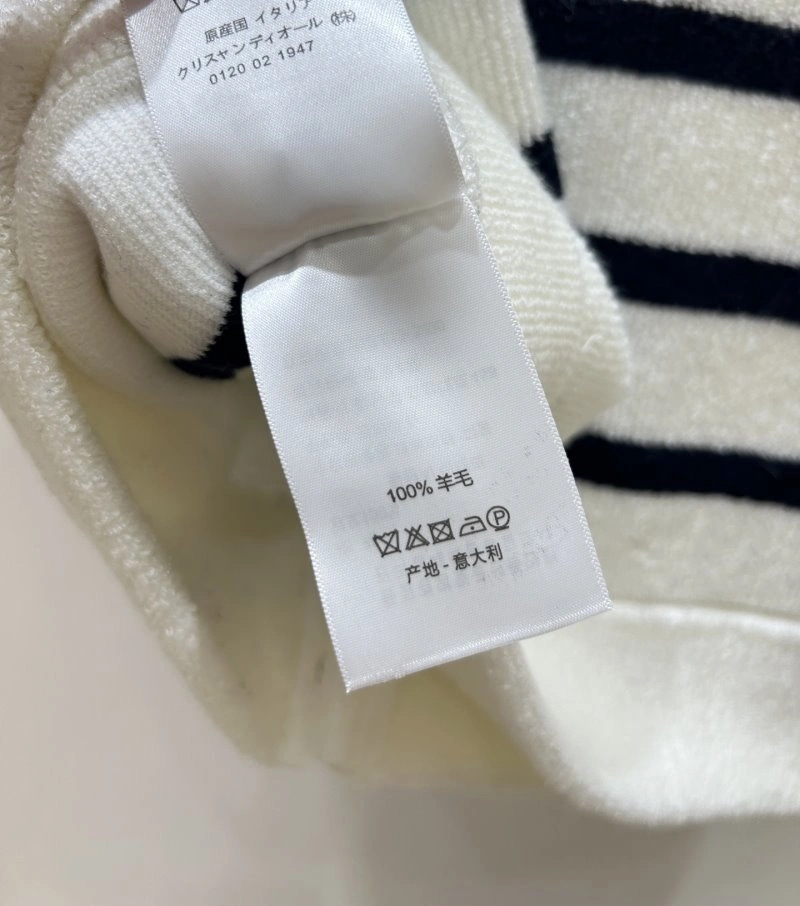 原産国 イタリア
クリスチャン ディオール (株)
0120 02 1947
100% 羊毛
产地 - 意大利